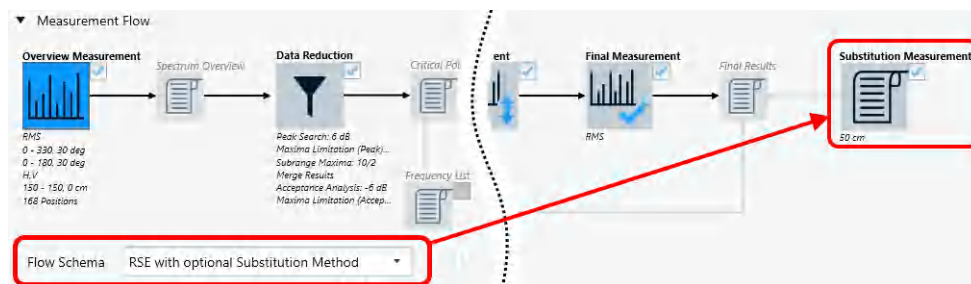 Measurement Flow
Overview Measurement
Spectrum Overview
Data Reduction
Critical Poi
ent
Final Measurement
Final Results
Substitution Measurement
RMS
0 - 330, 30 deg
0 - 180, 30 deg
H,V
150 - 150, 0 cm
168 Positions
Peak Search: 6 dB
Maxima Limitation (Peak)...
Subrange Maxima: 10/2
Merge Results
Acceptance Analysis: -6 dB
Maxima Limitation (Accep...
Frequency List
RMS
50 cm
Flow Schema RSE with optional Substitution Method